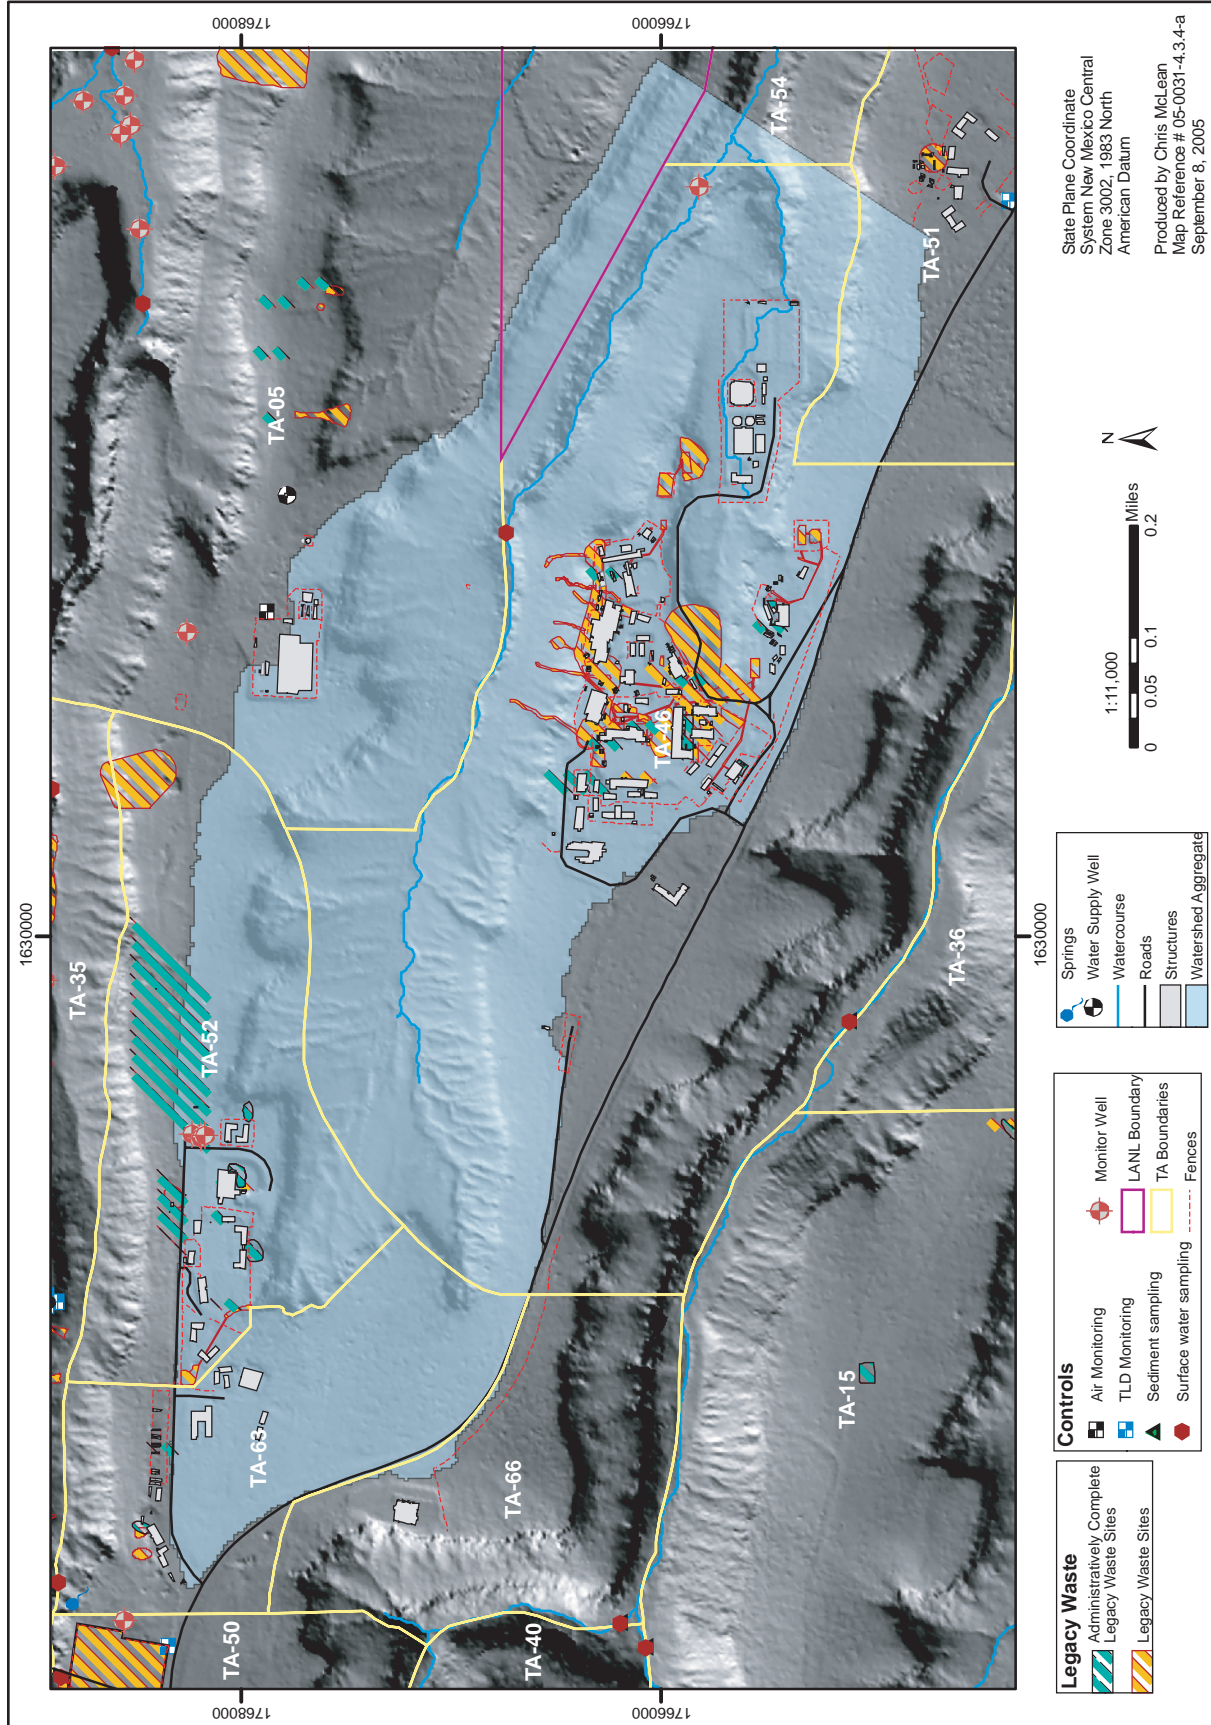 1768000
1766000
1630000
TA-35
TA-52
TA-05
TA-54
TA-51
TA-46
TA-63
TA-66
TA-50
TA-40
TA-15
TA-36
1630000
1768000
1766000
Legacy Waste
Administratively Complete
Legacy Waste Sites
Legacy Waste Sites
Controls
Air Monitoring
TLD Monitoring
Sediment sampling
Surface water sampling
Monitor Well
LANL Boundary
TA Boundaries
Fences
Springs
Water Supply Well
Watercourse
Roads
Structures
Watershed Aggregate
1:11,000
0 0.05 0.1 0.2
Miles
N
State Plane Coordinate
System New Mexico Central
Zone 3002, 1983 North
American Datum
Produced by Chris McLean
Map Reference # 05-0031-4.3.4-a
September 8, 2005